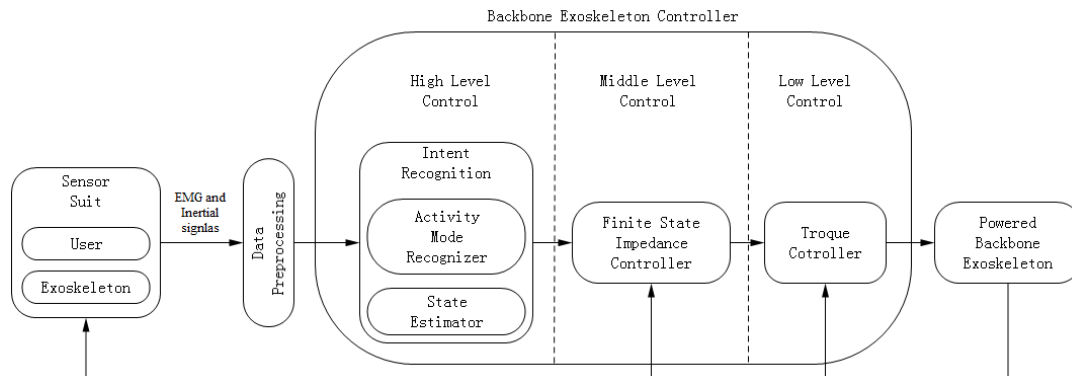 Backbone Exoskeleton Controller
High Level
Control
Middle Level
Control
Low Level
Control
Sensor
Suit
User
Exoskeleton
EMG and
Inertial
signlas
Data
Preprocessing
Intent
Recognition
Activity
Mode
Recognizer
State
Estimator
Finite State
Impedance
Controller
Troque
Cotroller
Powered
Backbone
Exoskeleton